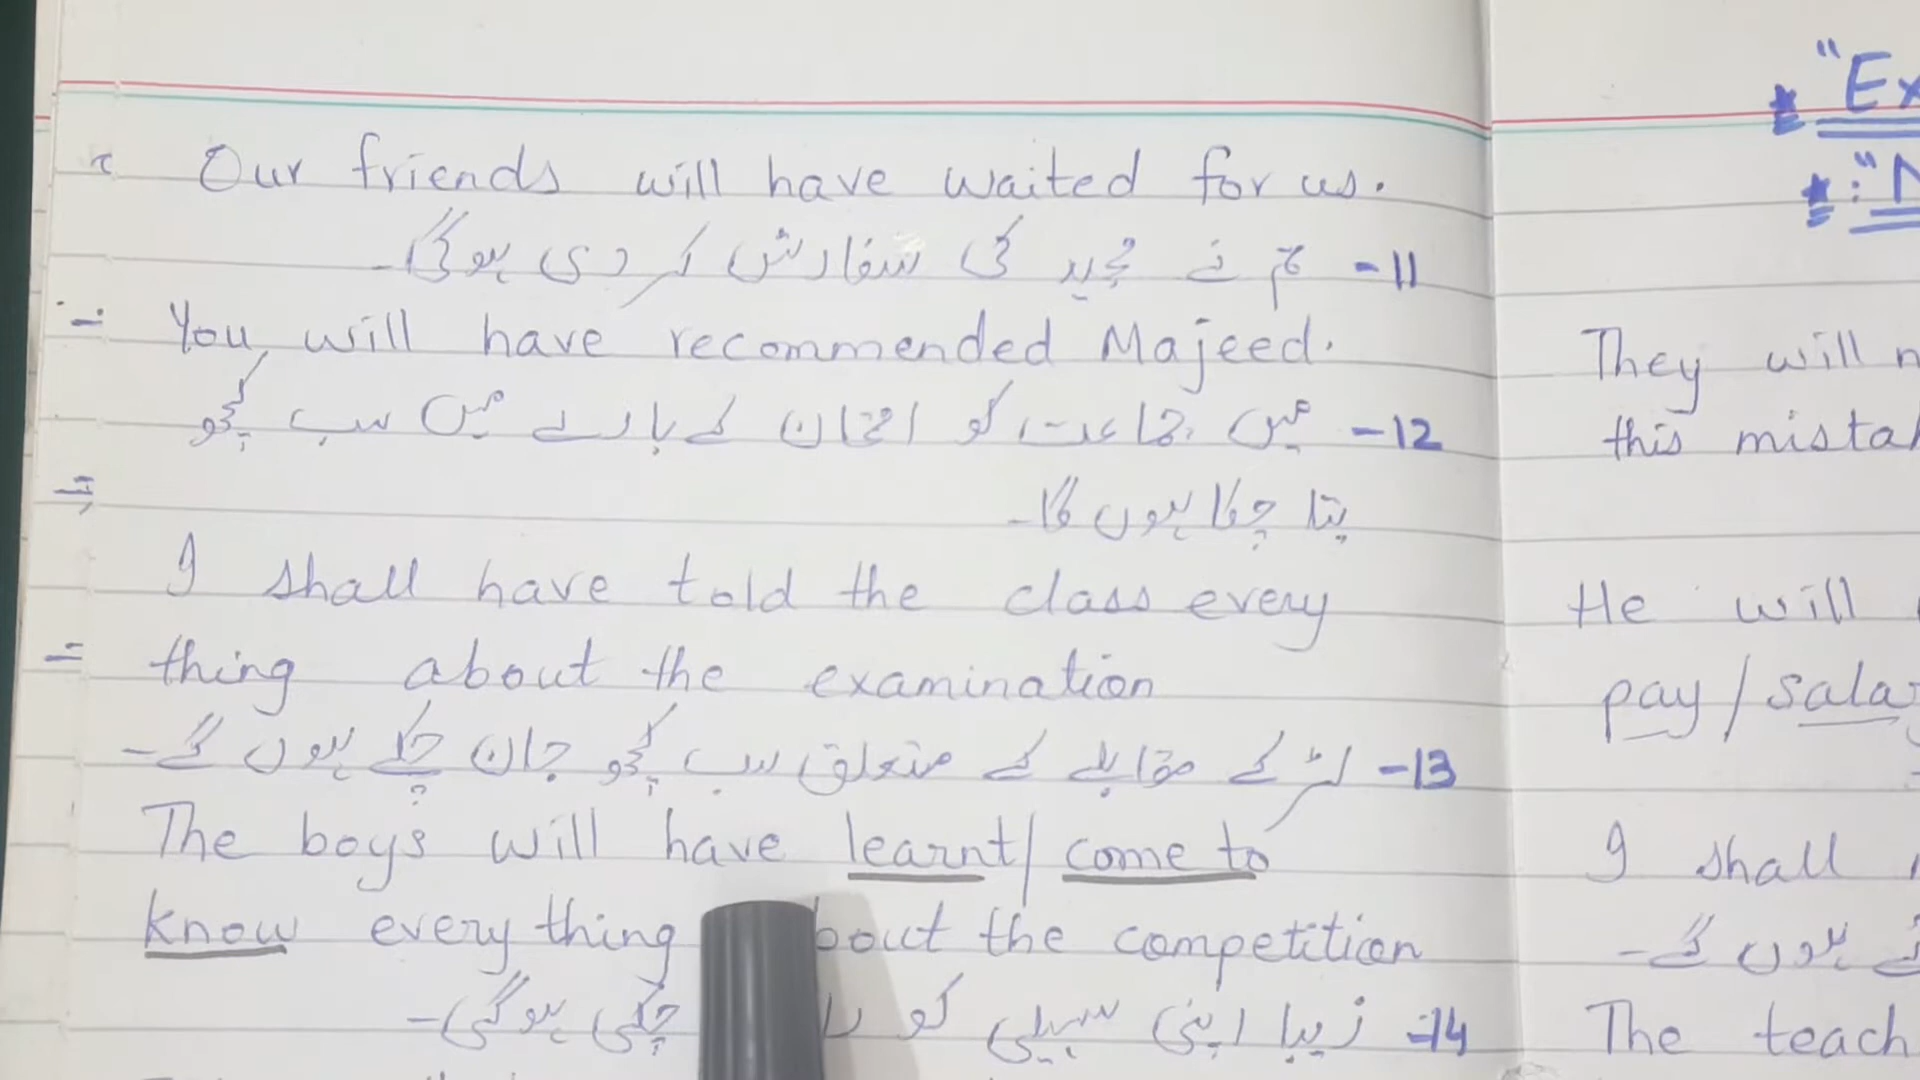 Our friends will have waited for us.
11- تم نے مجید کی سفارش کر دی ہوگی۔
You will have recommended Majeed.
12- میں جماعت کو امتحان کے بارے میں سب کچھ
بتا چکا ہوں گا۔
I shall have told the class every
thing about the examination
13- لڑکے مقابلے کے متعلق سب کچھ جان چکے ہوں گے۔
The boys will have learnt/ come to
know everything bout the competition
14- زیبا اپنی سہیلی کو چکی ہوگی۔
"Ex
:"N
They will n
this mista
He will
pay/sala
I shall
ہوں گے۔
The teach